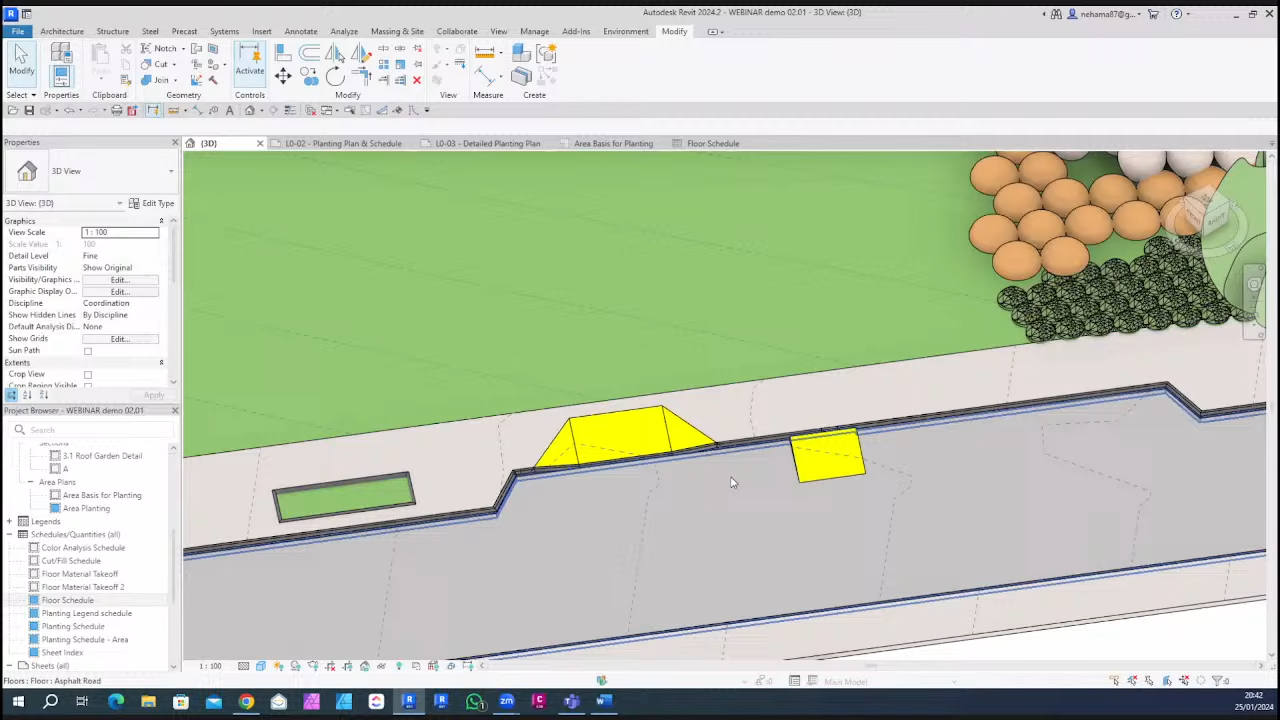 Autodesk Revit 2024.2 - WEBINAR demo 02.01 - 3D View: {3D}
nehama87@g...
File Architecture Structure Steel Precast Systems Insert Annotate Analyze Massing & Site Collaborate View Manage Add-Ins Environment Modify
Notch
Cut
Join
Modify
Paste
Activate
Select Properties Clipboard Geometry Controls Modify View Measure Create
Properties
{3D}
L0-02 - Planting Plan & Schedule
L0-03 - Detailed Planting Plan
Area Basis for Planting
Floor Schedule
3D View
3D View: {3D}
Edit Type
Graphics
View Scale 1 : 100
Scale Value 1: 100
Detail Level Fine
Parts Visibility Show Original
Visibility/Graphics ... Edit...
Graphic Display O... Edit...
Discipline Coordination
Show Hidden Lines By Discipline
Default Analysis Di... None
Show Grids Edit...
Sun Path
Extents
Crop View
Crop Region Visible
Apply
Project Browser - WEBINAR demo 02.01
Search
Sections
3.1 Roof Garden Detail
A
Area Plans
Area Basis for Planting
Area Planting
Legends
Schedules/Quantities (all)
Color Analysis Schedule
Cut/Fill Schedule
Floor Material Takeoff
Floor Material Takeoff 2
Floor Schedule
Planting Legend schedule
Planting Schedule
Planting Schedule - Area
Sheet Index
Sheets (all)
1 : 100
Floors : Floor : Asphalt Road
:0
Main Model
:0
20:42
25/01/2024